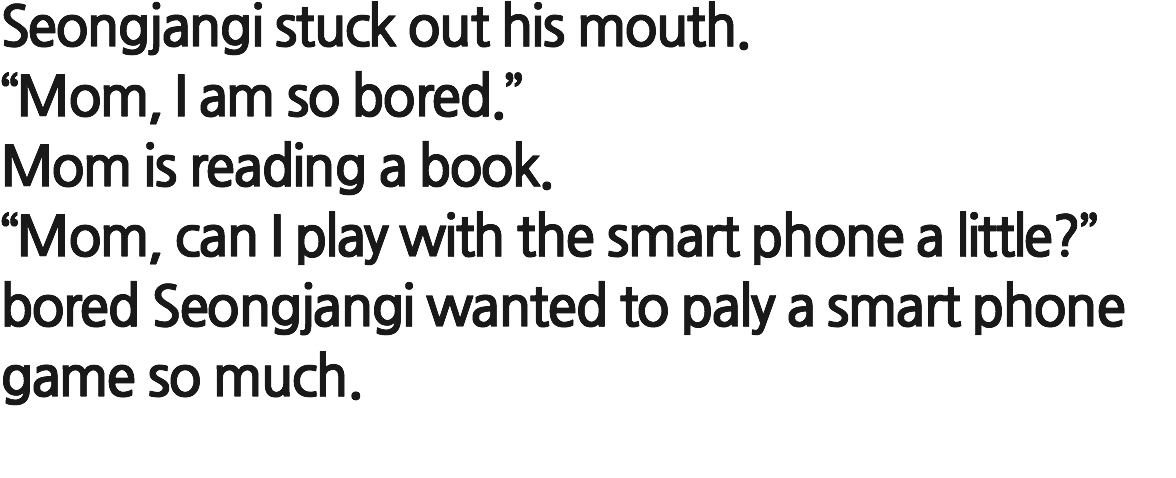 Seongjangi stuck out his mouth.
“Mom, I am so bored.”
Mom is reading a book.
“Mom, can I play with the smart phone a little?”
bored Seongjangi wanted to paly a smart phone
game so much.